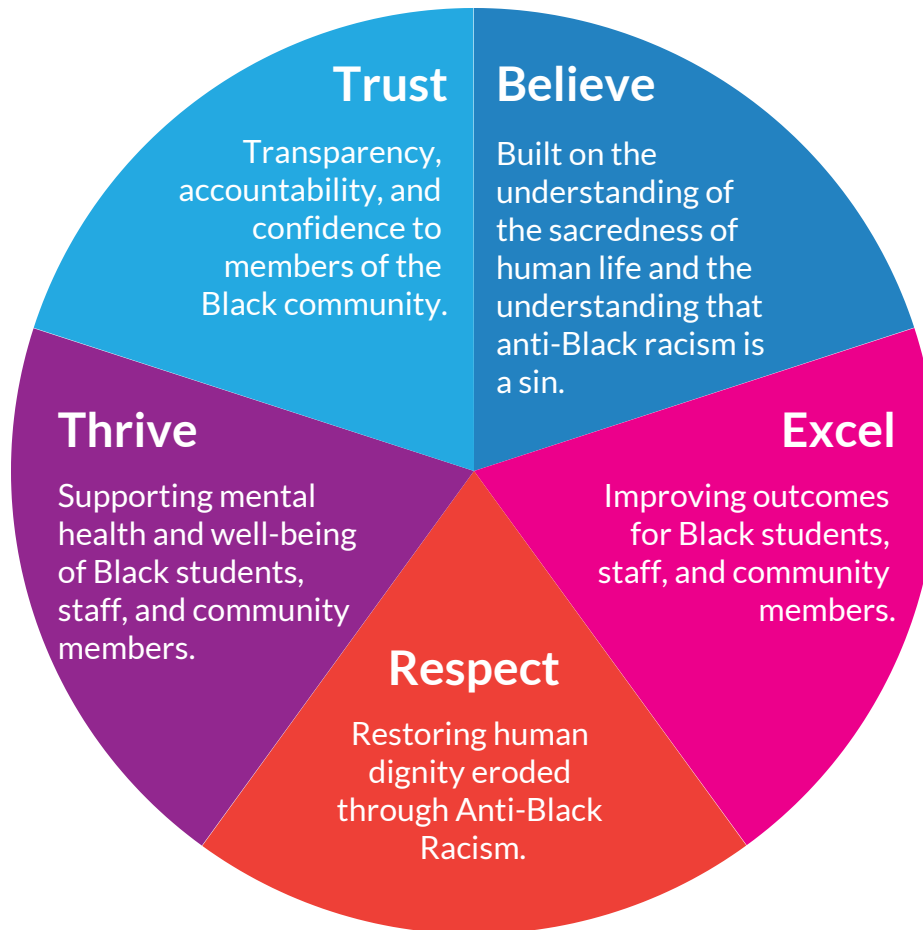 Trust
Transparency,
accountability, and
confidence to
members of the
Black community.
Believe
Built on the
understanding of
the sacredness of
human life and the
understanding that
anti-Black racism is
a sin.
Thrive
Supporting mental
health and well-being
of Black students,
staff, and community
members.
Excel
Improving outcomes
for Black students,
staff, and community
members.
Respect
Restoring human
dignity eroded
through Anti-Black
Racism.